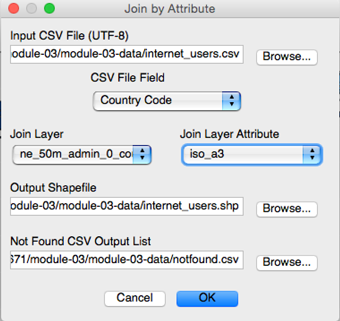 Join by Attribute
Input CSV File (UTF-8)
odule-03/module-03-data/internet_users.csv
Browse...
CSV File Field
Country Code
Join Layer
Join Layer Attribute
ne_50m_admin_0_co
iso_a3
Output Shapefile
odule-03/module-03-data/internet_users.shp
Browse...
Not Found CSV Output List
671/module-03/module-03-data/notfound.csv
Browse...
Cancel
OK